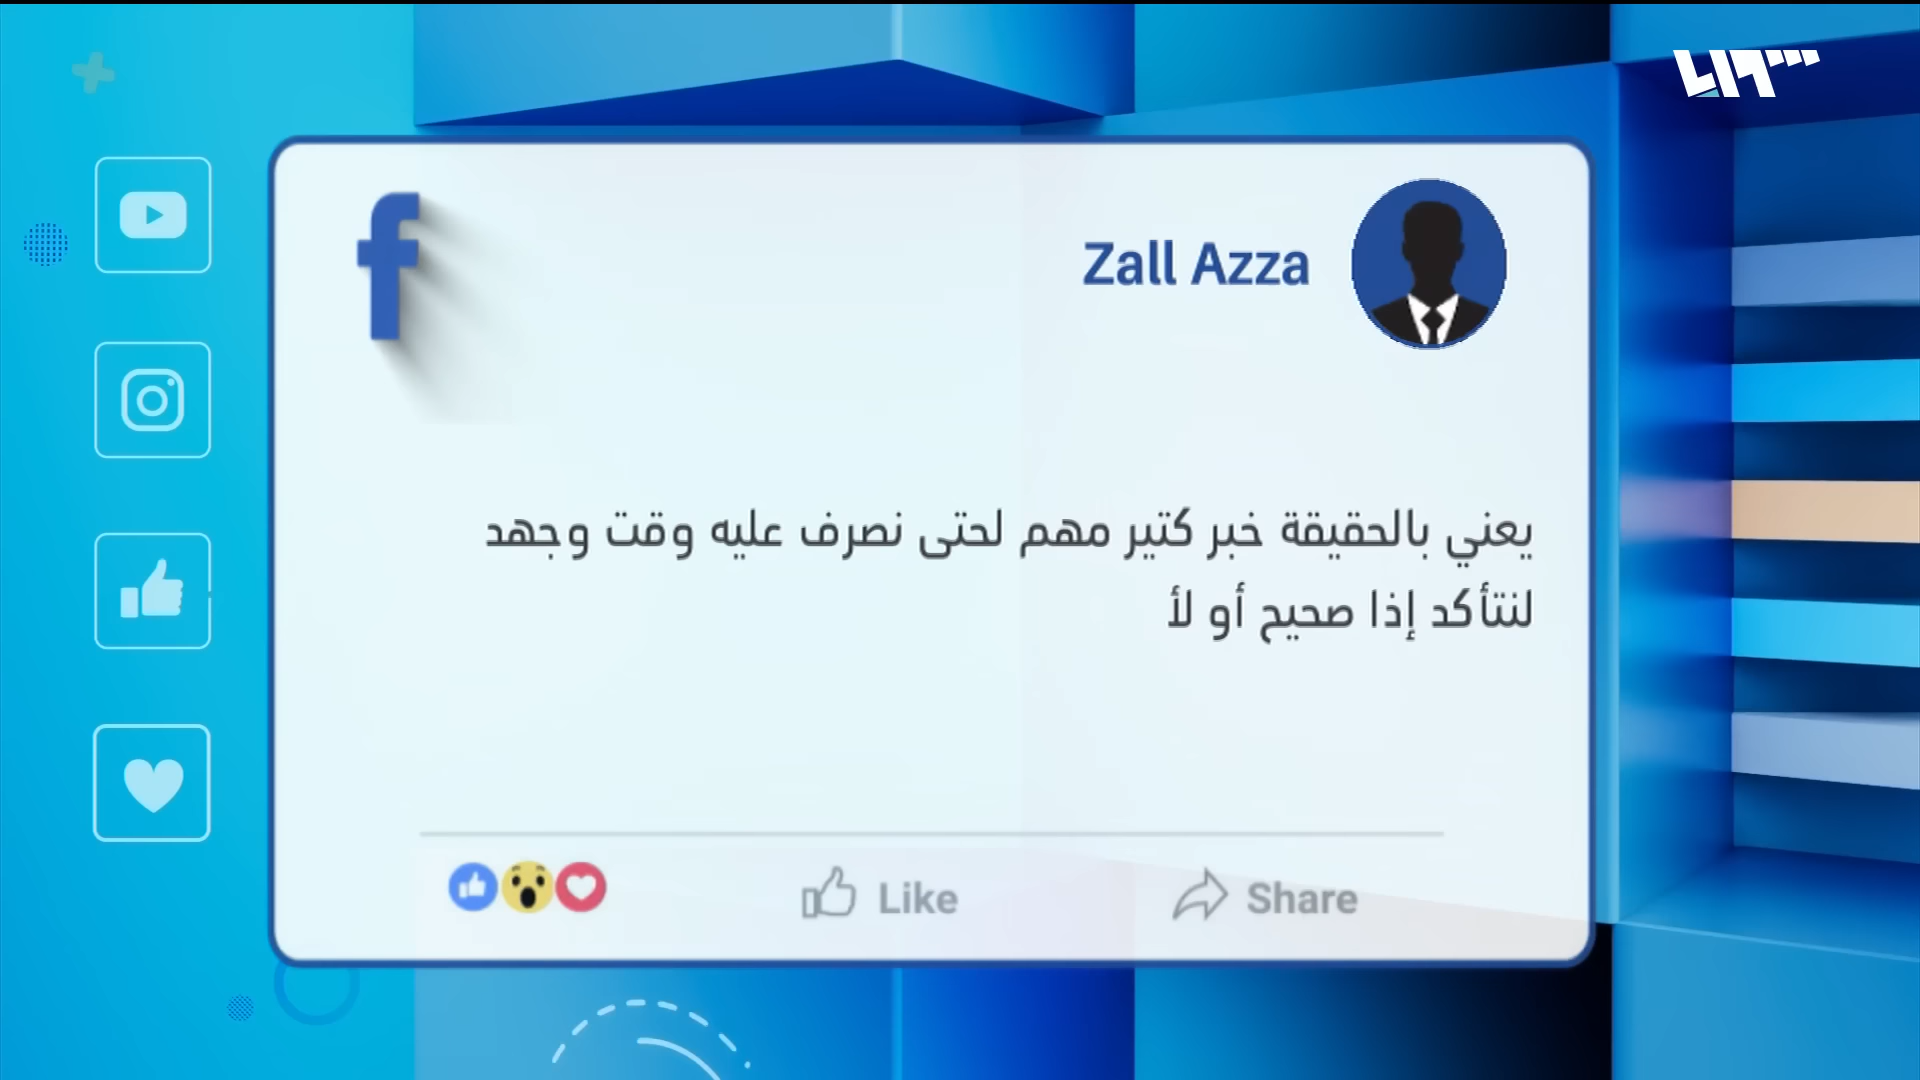 Zall Azza
يعني بالحقيقة خبر كتير مهم لحتى نصرف عليه وقت وجهد
لنتأكد إذا صحيح أو لأ
Like
Share